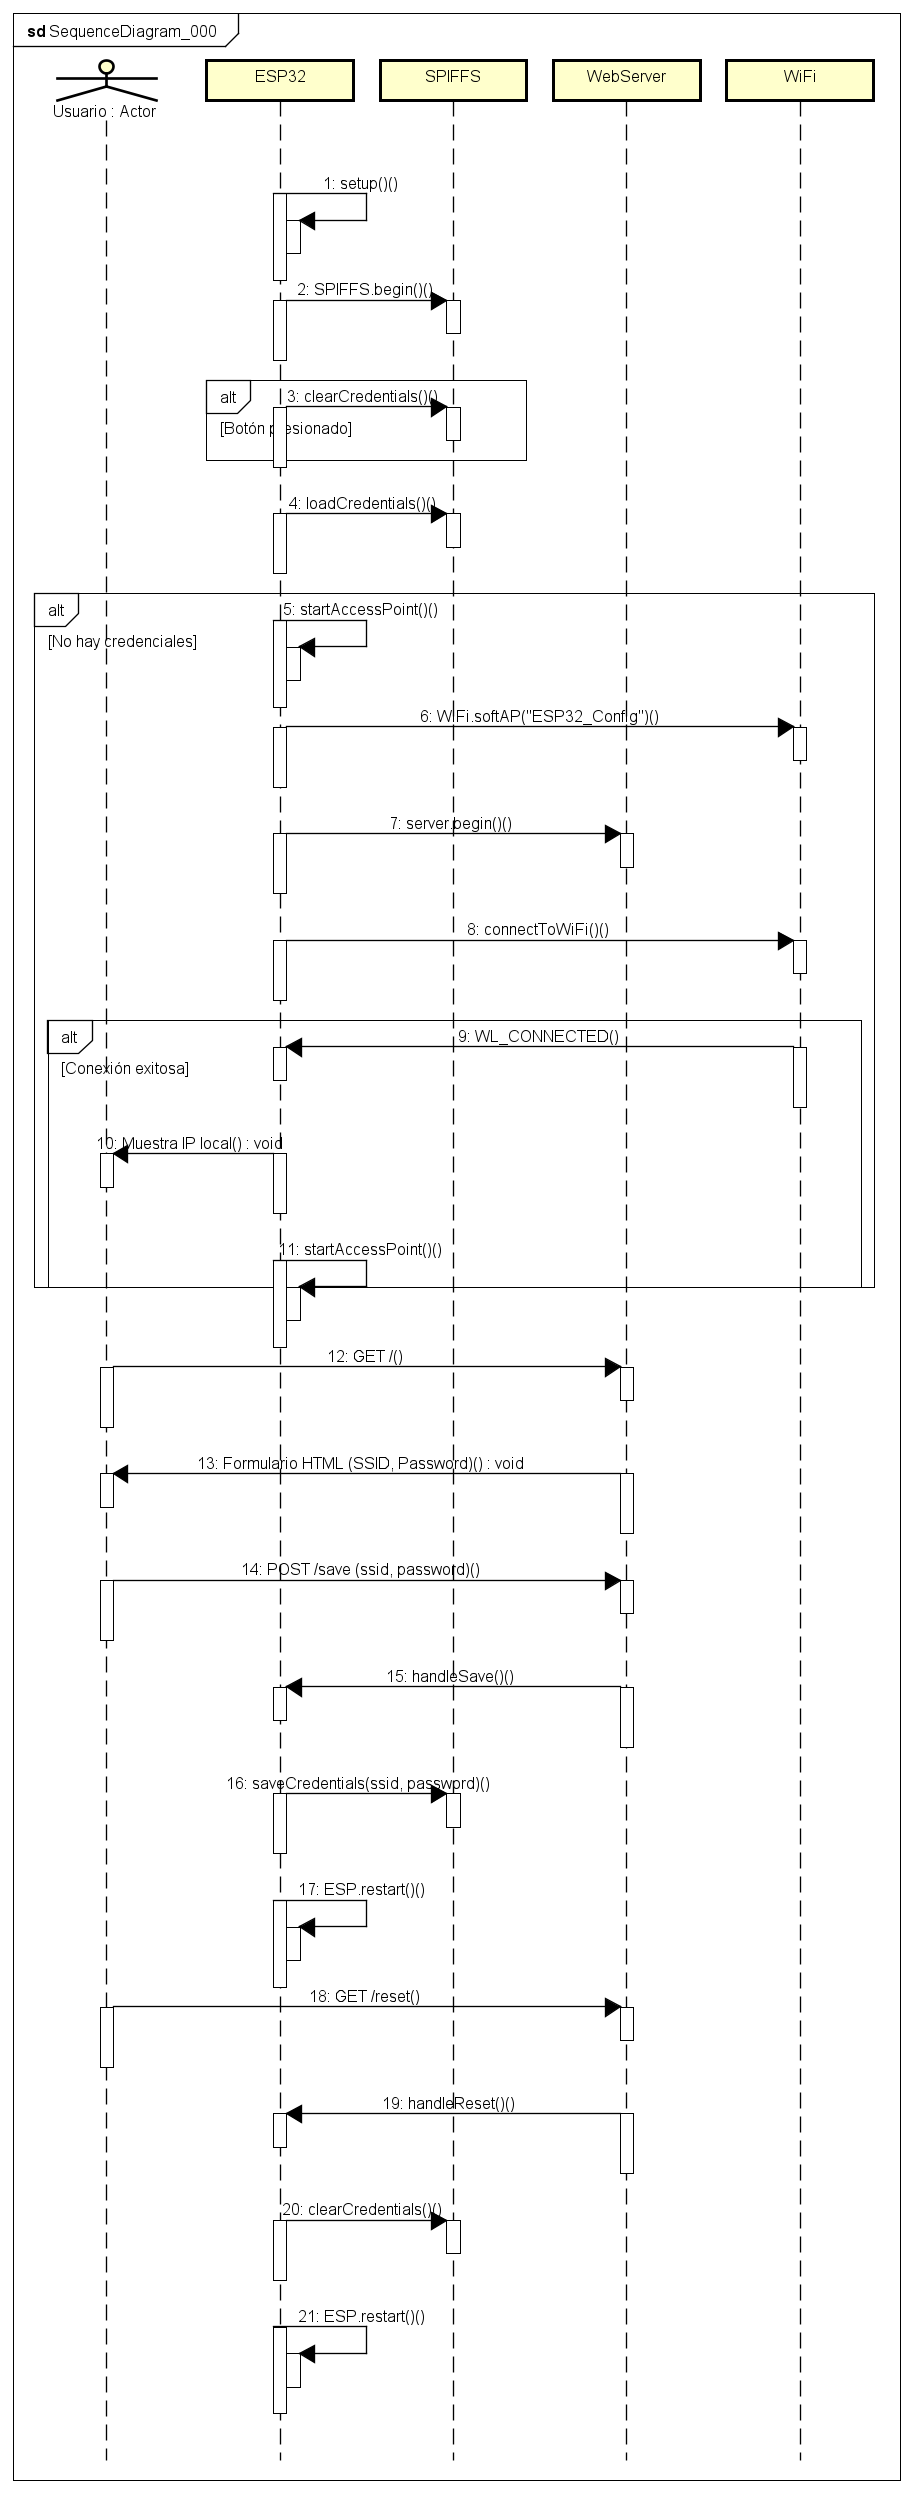 sd SequenceDiagram_000
Usuario : Actor
ESP32
SPIFFS
WebServer
WiFi
1: setup()()
2: SPIFFS.begin()()
alt
3: clearCredentials()()
[Botón presionado]
4: loadCredentials()()
alt
5: startAccessPoint()()
[No hay credenciales]
6: WiFi.softAP("ESP32_Config")()
7: server.begin()()
8: connectToWiFi()()
alt
9: WL_CONNECTED()
[Conexión exitosa]
10: Muestra IP local() : void
11: startAccessPoint()()
12: GET /()
13: Formulario HTML (SSID, Password)() : void
14: POST /save (ssid, password)()
15: handleSave()()
16: saveCredentials(ssid, password)()
17: ESP.restart()()
18: GET /reset()
19: handleReset()()
20: clearCredentials()()
21: ESP.restart()()